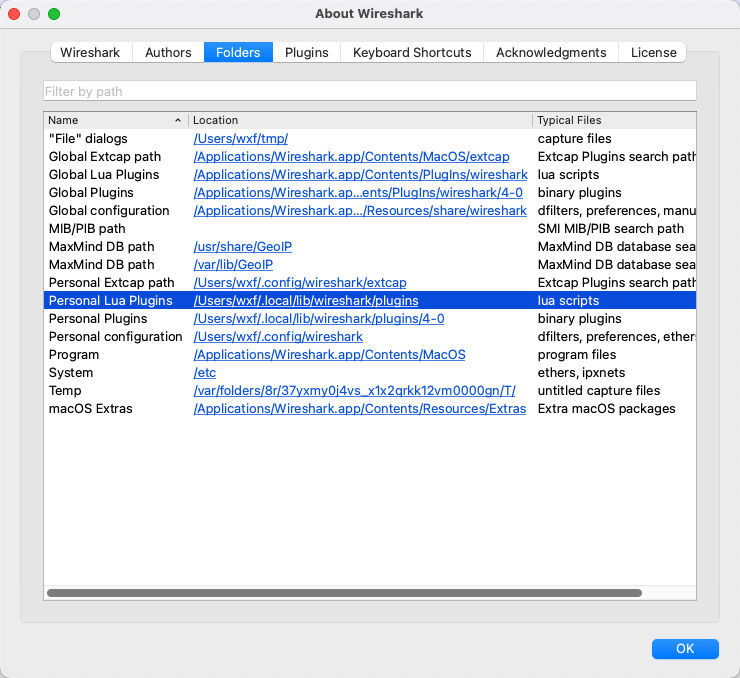 About Wireshark
Wireshark Authors Folders Plugins Keyboard Shortcuts Acknowledgments License
Filter by path
Name Location Typical Files
"File" dialogs /Users/wxf/tmp/ capture files
Global Extcap path /Applications/Wireshark.app/Contents/MacOS/extcap Extcap Plugins search path
Global Lua Plugins /Applications/Wireshark.app/Contents/PlugIns/wireshark lua scripts
Global Plugins /Applications/Wireshark.ap...ents/PlugIns/wireshark/4-0 binary plugins
Global configuration /Applications/Wireshark.ap.../Resources/share/wireshark dfilters, preferences, manu
MIB/PIB path SMI MIB/PIB search path
MaxMind DB path /usr/share/GeoIP MaxMind DB database sea
MaxMind DB path /var/lib/GeoIP MaxMind DB database sea
Personal Extcap path /Users/wxf/.config/wireshark/extcap Extcap Plugins search path
Personal Lua Plugins /Users/wxf/.local/lib/wireshark/plugins lua scripts
Personal Plugins /Users/wxf/.local/lib/wireshark/plugins/4-0 binary plugins
Personal configuration /Users/wxf/.config/wireshark dfilters, preferences, ethers
Program /Applications/Wireshark.app/Contents/MacOS program files
System /etc ethers, ipxnets
Temp /var/folders/8r/37yxmy0j4vs_x1x2qrkk12vm0000gn/T/ untitled capture files
macOS Extras /Applications/Wireshark.app/Contents/Resources/Extras Extra macOS packages
OK